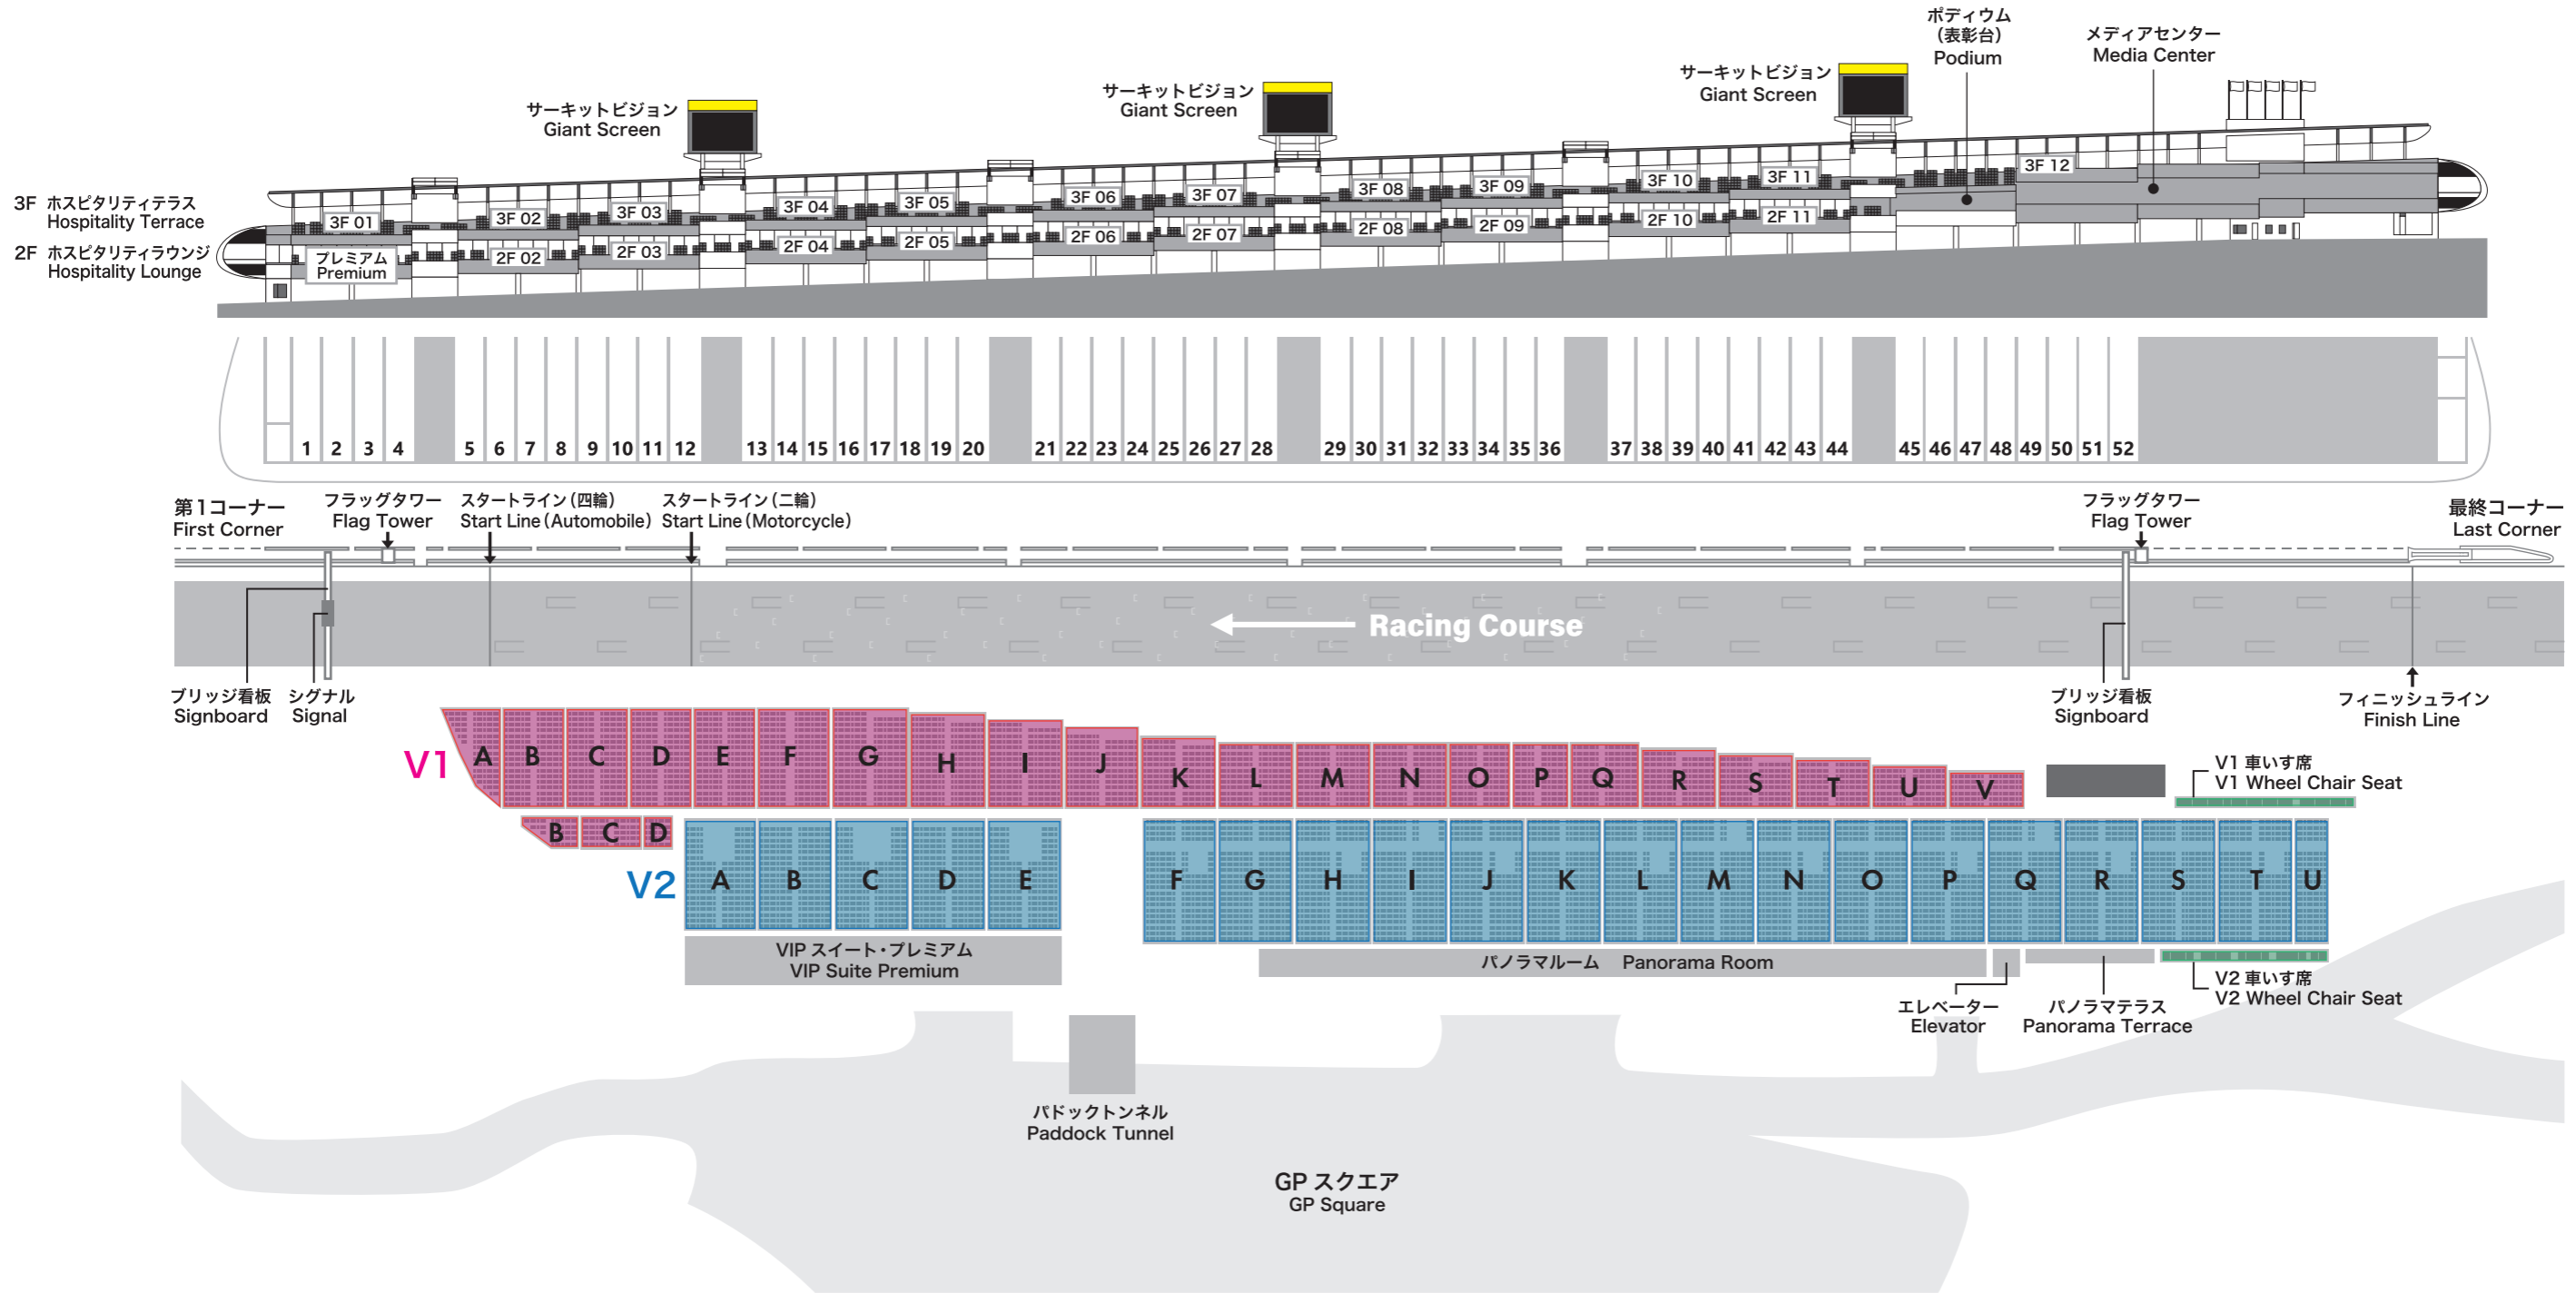 ポディウム
(表彰台)
Podium
メディアセンター
Media Center
サーキットビジョン
Giant Screen
サーキットビジョン
Giant Screen
サーキットビジョン
Giant Screen
3F ホスピタリティテラス
Hospitality Terrace
2F ホスピタリティラウンジ
Hospitality Lounge
3F 01
3F 02
3F 03
3F 04
3F 05
3F 06
3F 07
3F 08
3F 09
3F 10
3F 11
3F 12
プレミアム
Premium
2F 02
2F 03
2F 04
2F 05
2F 06
2F 07
2F 08
2F 09
2F 10
2F 11
1 2 3 4 5 6 7 8 9 10 11 12 13 14 15 16 17 18 19 20 21 22 23 24 25 26 27 28 29 30 31 32 33 34 35 36 37 38 39 40 41 42 43 44 45 46 47 48 49 50 51 52
第1コーナー
First Corner
フラッグタワー
Flag Tower
スタートライン(四輪)
Start Line(Automobile)
スタートライン(二輪)
Start Line(Motorcycle)
フラッグタワー
Flag Tower
最終コーナー
Last Corner
Racing Course
ブリッジ看板
Signboard
シグナル
Signal
ブリッジ看板
Signboard
フィニッシュライン
Finish Line
V1
A B C D E F G H I J K L M N O P Q R S T U V
B C D
V1 車いす席
V1 Wheel Chair Seat
V2
A B C D E F G H I J K L M N O P Q R S T U
VIP スイート・プレミアム
VIP Suite Premium
パノラマルーム Panorama Room
エレベーター
Elevator
パノラマテラス
Panorama Terrace
V2 車いす席
V2 Wheel Chair Seat
パドックトンネル
Paddock Tunnel
GP スクエア
GP Square